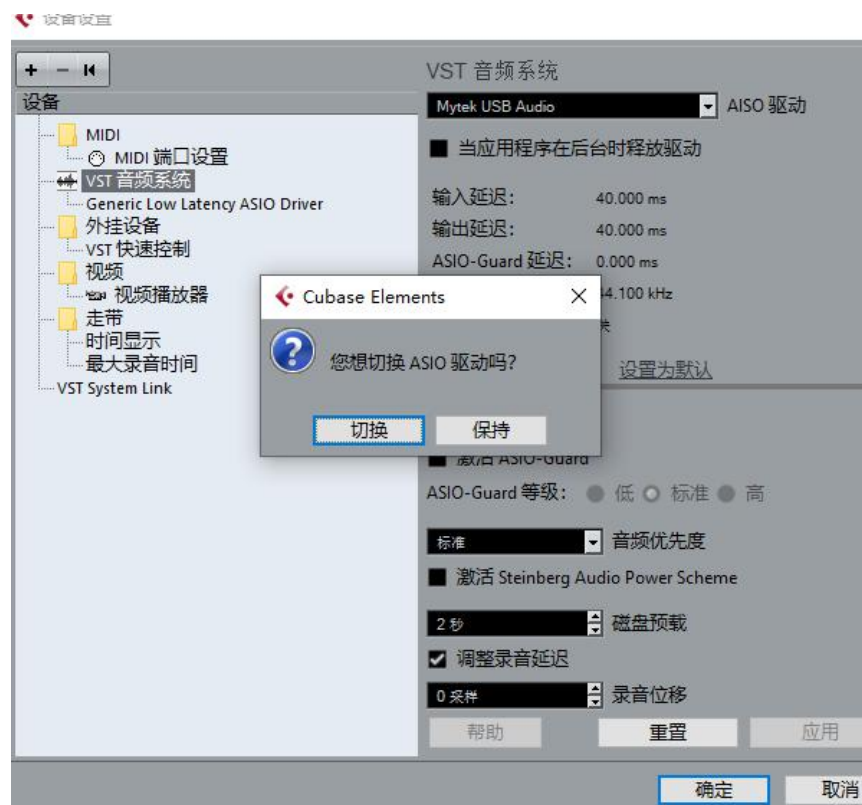 设备设置
设备
MIDI
MIDI 端口设置
VST 音频系统
Generic Low Latency ASIO Driver
外挂设备
VST 快速控制
视频
视频播放器
走带
时间显示
最大录音时间
VST System Link
VST 音频系统
Mytek USB Audio
AISO 驱动
当应用程序在后台时释放驱动
输入延迟: 40.000 ms
输出延迟: 40.000 ms
ASIO-Guard 延迟: 0.000 ms
44.100 kHz
设置为默认
Cubase Elements
您想切换 ASIO 驱动吗?
切换 保持
激活 ASIO-Guard
ASIO-Guard 等级: 低 标准 高
标准 音频优先度
激活 Steinberg Audio Power Scheme
2 秒 磁盘预载
调整录音延迟
0 采样 录音位移
帮助 重置 应用
确定 取消